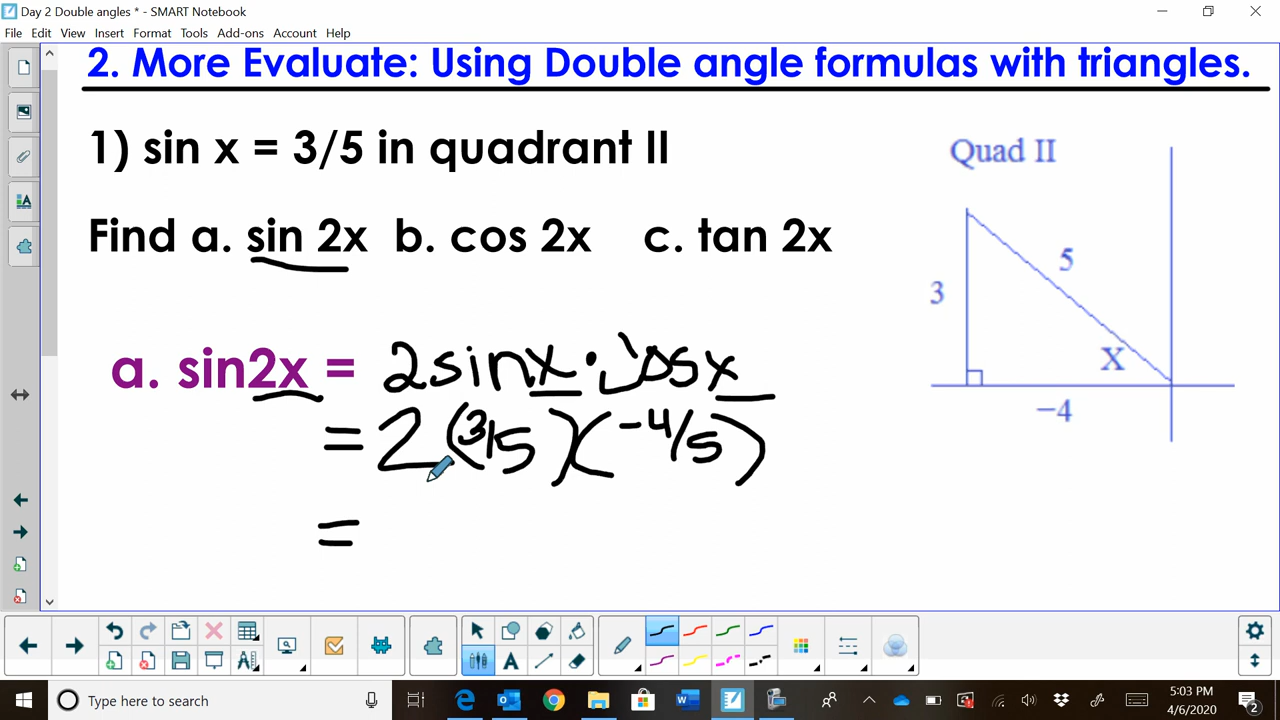 Day 2 Double angles * - SMART Notebook
File Edit View Insert Format Tools Add-ons Account Help
2. More Evaluate: Using Double angle formulas with triangles.
1) sin x = 3/5 in quadrant II
Quad II
Find a. sin 2x b. cos 2x c. tan 2x
5
3
X
-4
a. sin2x = 2sinx • cosx
= 2(3/5)(-4/5)
=
Type here to search
5:03 PM
4/6/2020
2